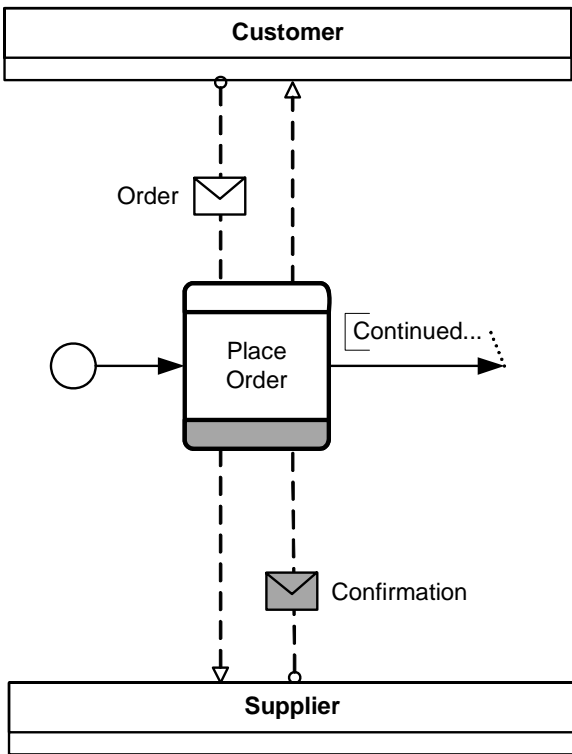 Customer
Order
Continued...
Place
Order
Confirmation
Supplier